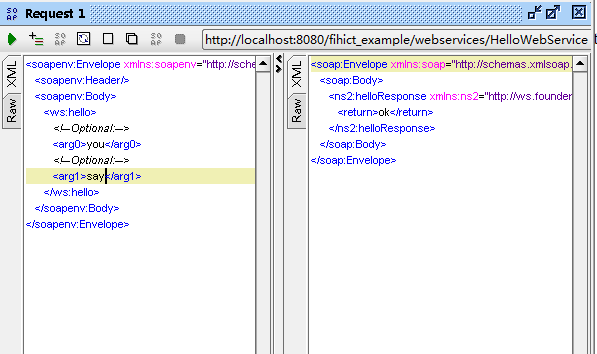 Request 1
http://localhost:8080/fihict_example/webservices/HelloWebService
XML
Raw
<soapenv:Envelope xmlns:soapenv="http://sche
<soapenv:Header/>
<soapenv:Body>
<ws:hello>
<!--Optional:-->
<arg0>you</arg0>
<!--Optional:-->
<arg1>say</arg1>
</ws:hello>
</soapenv:Body>
</soapenv:Envelope>
XML
Raw
<soap:Envelope xmlns:soap="http://schemas.xmlsoap.
<soap:Body>
<ns2:helloResponse xmlns:ns2="http://ws.founder
<return>ok</return>
</ns2:helloResponse>
</soap:Body>
</soap:Envelope>